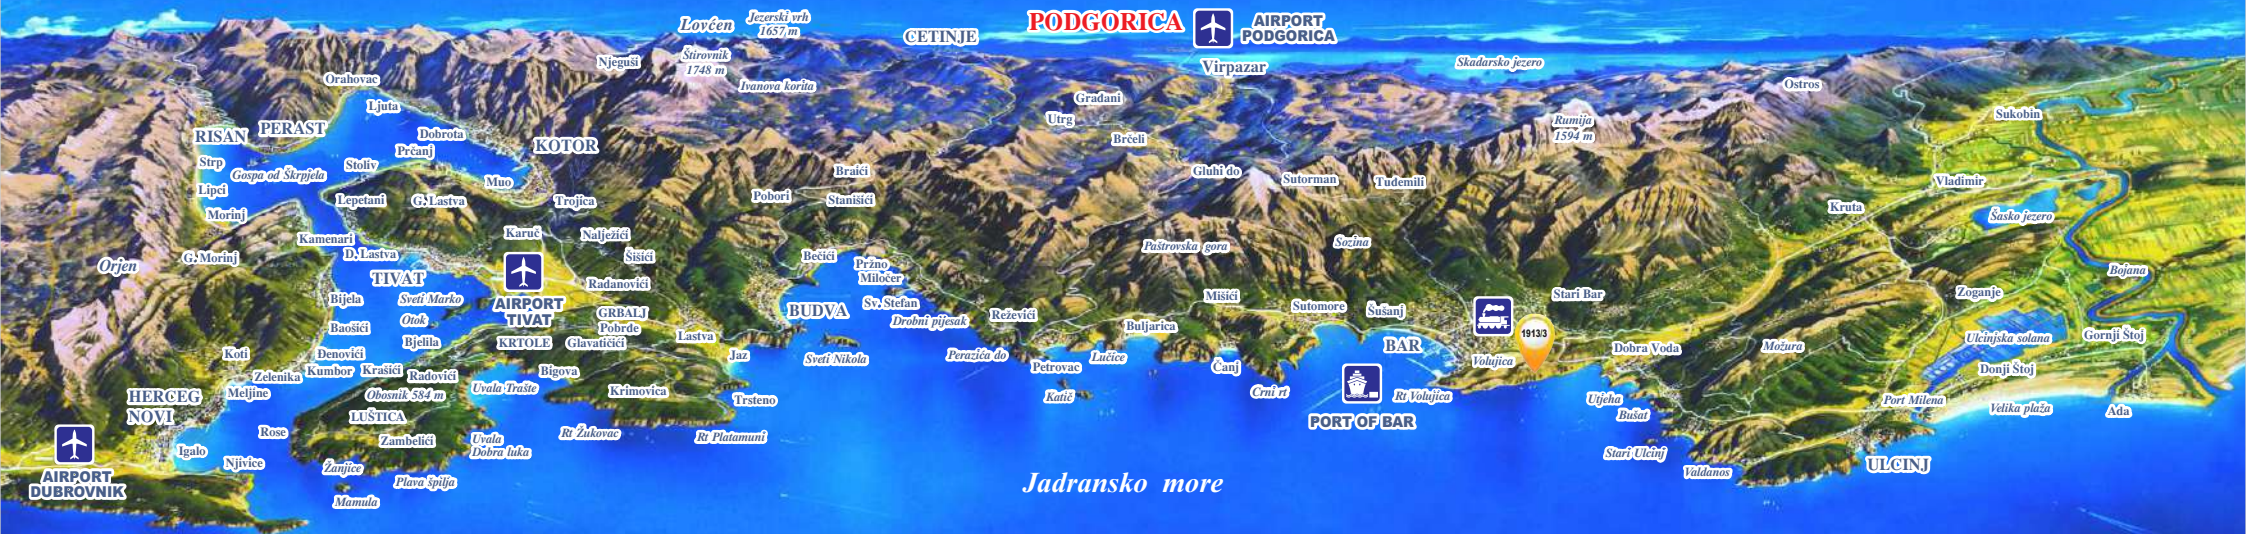 Lovćen
Jezerski vrh
1657 m
CETINJE
PODGORICA
AIRPORT
PODGORICA
Njeguši
Štirovnik
1748 m
Ivanova korita
Virpazar
Skadarsko jezero
Ostros
Orahovac
Ljuta
Građani
Utrg
Sukobin
RISAN
PERAST
Dobrota
KOTOR
Brčeli
Rumija
1594 m
Strp
Stoliv
Prčanj
Gospa od Škrpjela
Muo
Braići
Gluhi do
Sutorman
Tuđemili
Vladimir
Lipci
Lepetani
G. Lastva
Trojica
Pobori
Stanišići
Kruta
Morinj
Šasko jezero
Kamenari
Karuč
Nalježići
Paštrovska gora
Sozina
G. Morinj
D. Lastva
Šišići
Bečići
Pržno
Orjen
TIVAT
Miločer
Bojana
Bijela
Sveti Marko
AIRPORT
TIVAT
Radanovići
BUDVA
Sv. Stefan
Mišići
Sutomore
Šušanj
Stari Bar
Zoganje
Otok
GRBALJ
Pobrđe
Drobni pijesak
Reževići
Buljarica
1913/3
Baošići
Bjelila
KRTOLE
Glavatičići
Lastva
Ulcinjska solana
Gornji Štoj
Koti
Đenovići
Jaz
Sveti Nikola
Perazića do
Lučice
BAR
Volujica
Dobra Voda
Možura
Zelenika
Kumbor
Krašići
Radovići
Bigova
Petrovac
Čanj
Donji Štoj
HERCEG
NOVI
Meljine
Obosnik 584 m
Uvala Trašte
Krimovica
Trsteno
Katič
Crni rt
Rt Volujica
Utjeha
Port Milena
Velika plaža
Ada
LUŠTICA
PORT OF BAR
Bušat
Igalo
Rose
Zambelići
Uvala
Dobra luka
Rt Žukovac
Rt Platamuni
Stari Ulcinj
AIRPORT
DUBROVNIK
Njivice
Žanjice
Plava špilja
Valdanos
ULCINJ
Mamula
Jadransko more